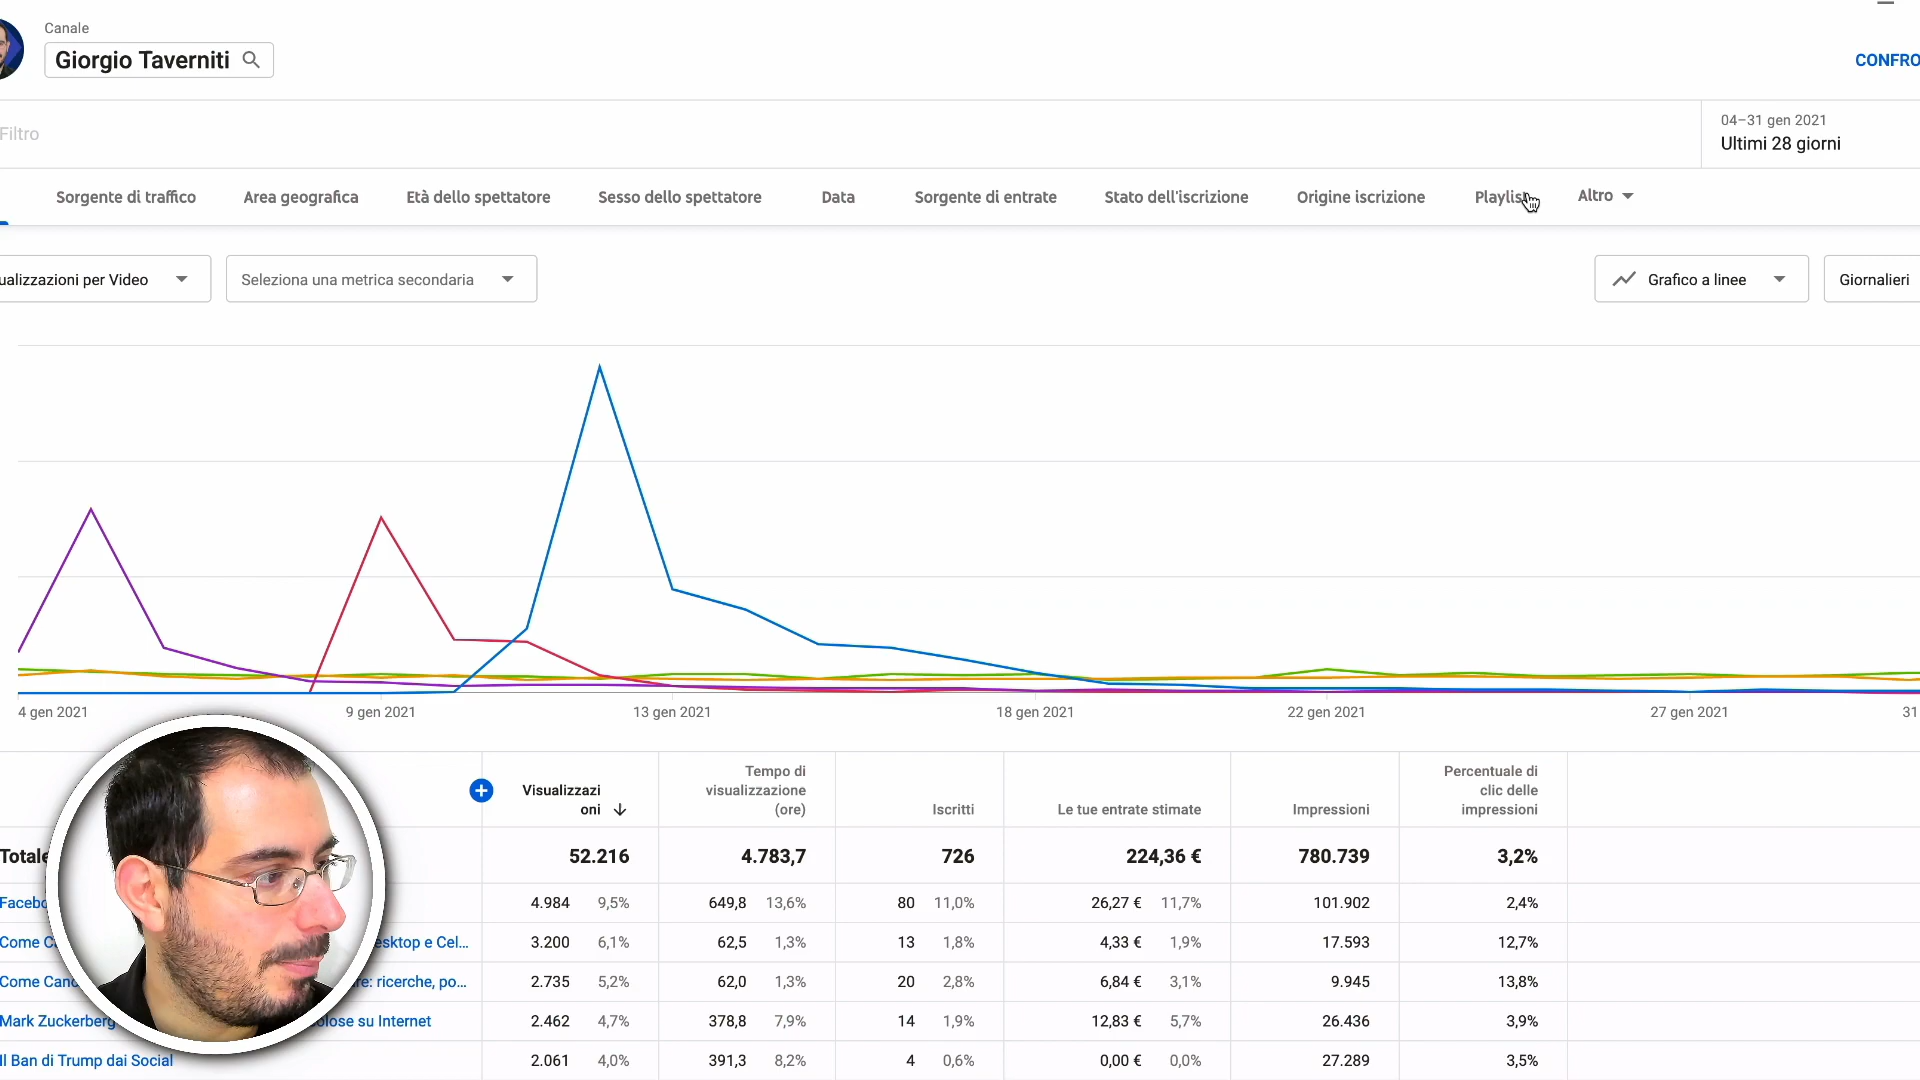 Canale
Giorgio Taverniti
CONFRO
Filtro
04–31 gen 2021
Ultimi 28 giorni
Sorgente di traffico Area geografica Età dello spettatore Sesso dello spettatore Data Sorgente di entrate Stato dell'iscrizione Origine iscrizione Playlist Altro
ualizzazioni per Video Seleziona una metrica secondaria Grafico a linee Giornalieri
4 gen 2021 9 gen 2021 13 gen 2021 18 gen 2021 22 gen 2021 27 gen 2021 31
Visualizzazi
oni
Tempo di
visualizzazione
(ore)
Iscritti
Le tue entrate stimate
Impressioni
Percentuale di
clic delle
impressioni
Totale 52.216 4.783,7 726 224,36 € 780.739 3,2%
Facebo 4.984 9,5% 649,8 13,6% 80 11,0% 26,27 € 11,7% 101.902 2,4%
Come C esktop e Cel... 3.200 6,1% 62,5 1,3% 13 1,8% 4,33 € 1,9% 17.593 12,7%
Come Canc re: ricerche, po... 2.735 5,2% 62,0 1,3% 20 2,8% 6,84 € 3,1% 9.945 13,8%
Mark Zuckerberg olose su Internet 2.462 4,7% 378,8 7,9% 14 1,9% 12,83 € 5,7% 26.436 3,9%
Il Ban di Trump dai Social 2.061 4,0% 391,3 8,2% 4 0,6% 0,00 € 0,0% 27.289 3,5%